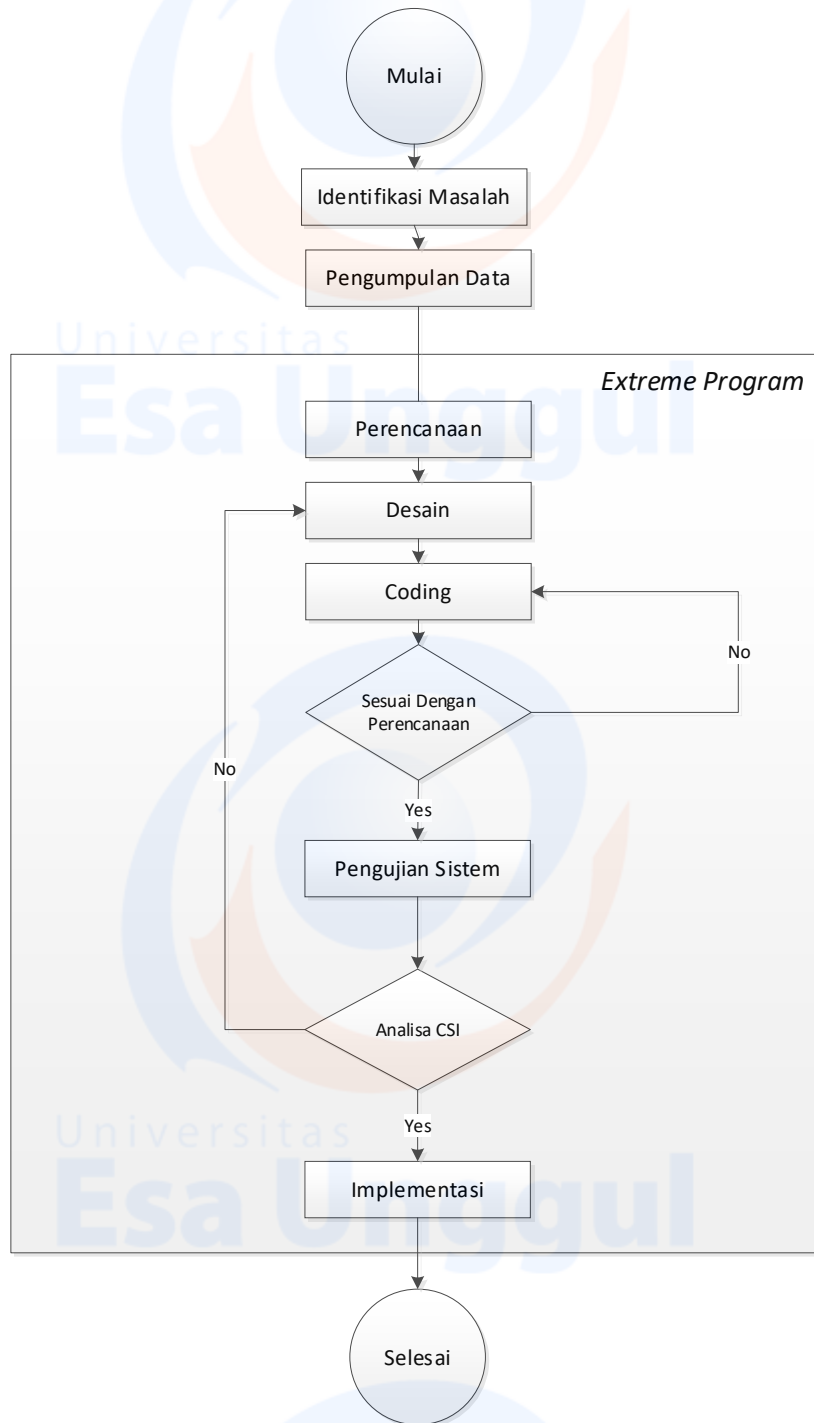 Mulai
Identifikasi Masalah
Pengumpulan Data
Universitas
Esa Unggul
Extreme Program
Perencanaan
Desain
Coding
No
Sesuai Dengan
Perencanaan
No
Yes
Pengujian Sistem
Analisa CSI
Universitas
Yes
Esa Unggul
Implementasi
Selesai